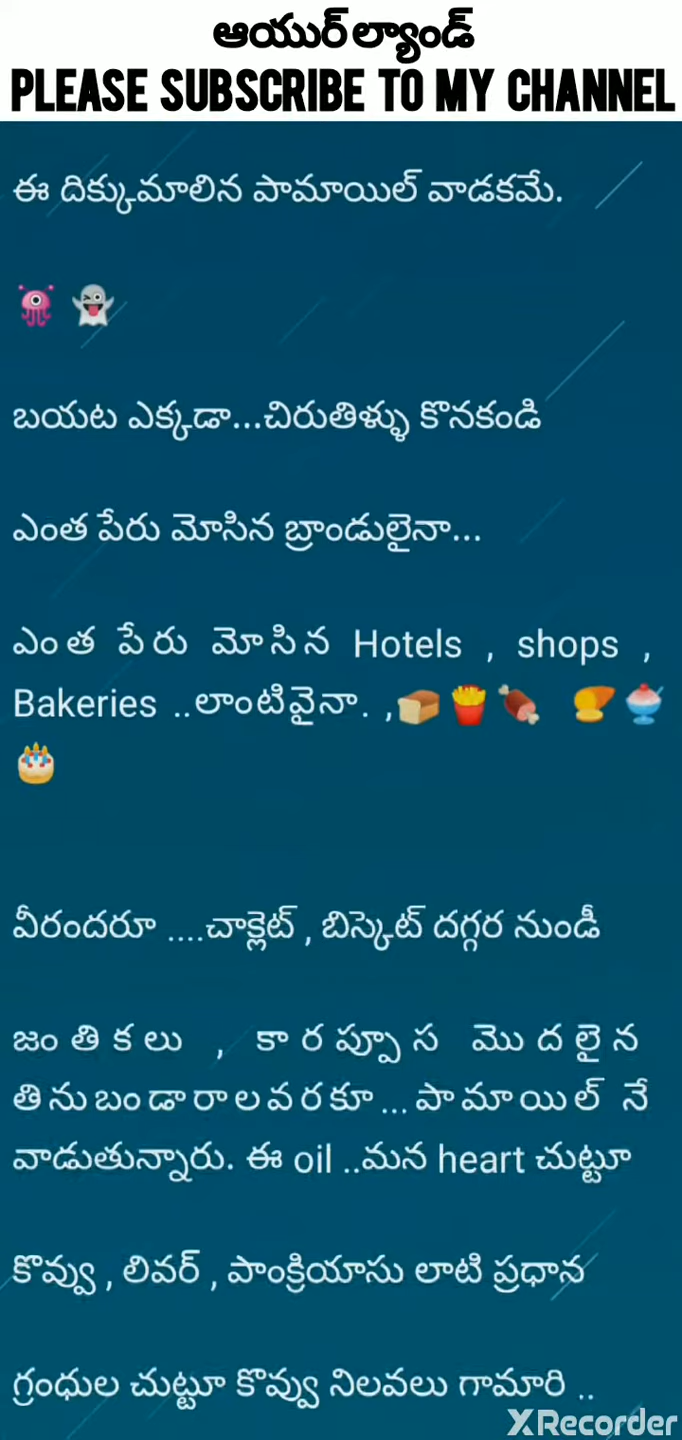 ఆయుర్ ల్యాండ్
PLEASE SUBSCRIBE TO MY CHANNEL
ఈ దిక్కుమాలిన పామాయిల్ వాడకమే.
బయట ఎక్కడా...చిరుతిళ్ళు కొనకండి
ఎంత పేరు మోసిన బ్రాండులైనా...
ఎంత పేరు మోసిన Hotels , shops ,
Bakeries ..లాంటివైనా. ,
వీరందరూ ....చాక్లెట్ , బిస్కెట్ దగ్గర నుండీ
జంతికలు , కారప్పూస మొదలైన
తినుబండారాలవరకూ... పామాయిల్ నే
వాడుతున్నారు. ఈ oil ..మన heart చుట్టూ
కొవ్వు , లివర్ , పాంక్రియాసు లాటి ప్రధాన
గ్రంధుల చుట్టూ కొవ్వు నిలవలు గామారి ..
XRecorder